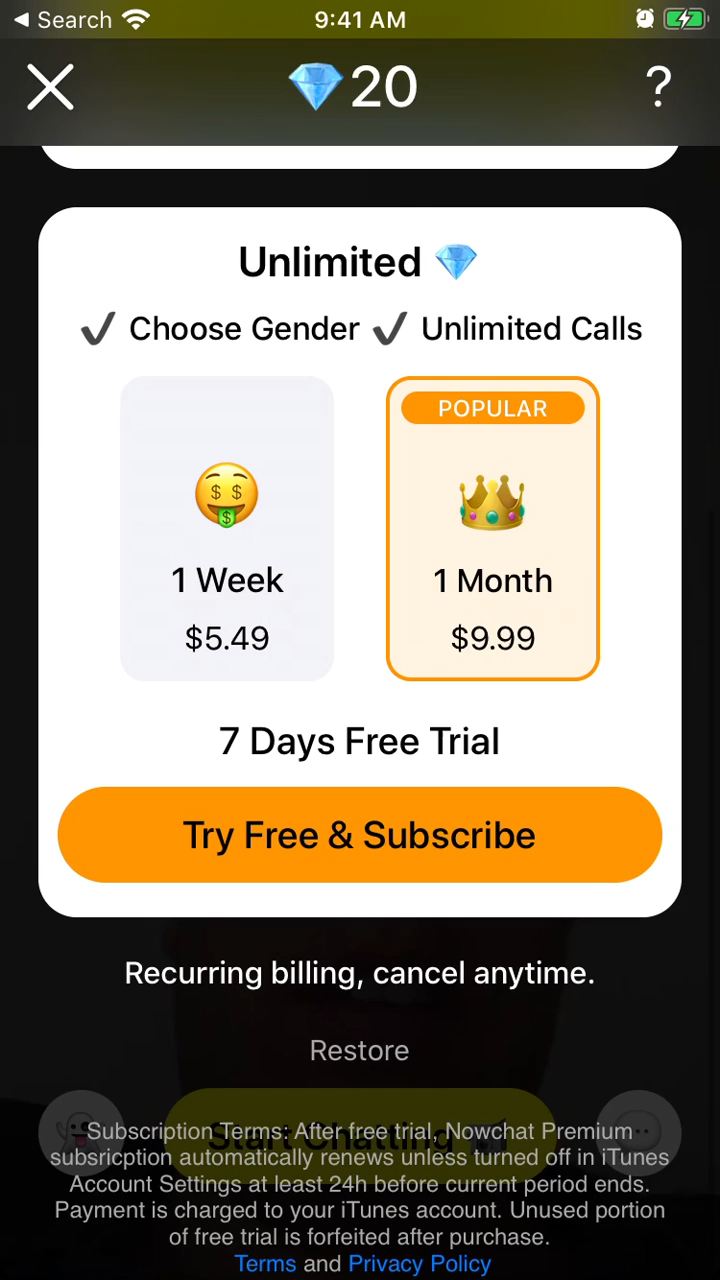 Search
9:41 AM
20
?
Unlimited
Choose Gender
Unlimited Calls
POPULAR
1 Week
1 Month
$5.49
$9.99
7 Days Free Trial
Try Free & Subscribe
Recurring billing, cancel anytime.
Restore
Start Chatting
Subscription Terms: After free trial, Nowchat Premium
subsricption automatically renews unless turned off in iTunes
Account Settings at least 24h before current period ends.
Payment is charged to your iTunes account. Unused portion
of free trial is forfeited after purchase.
Terms and Privacy Policy